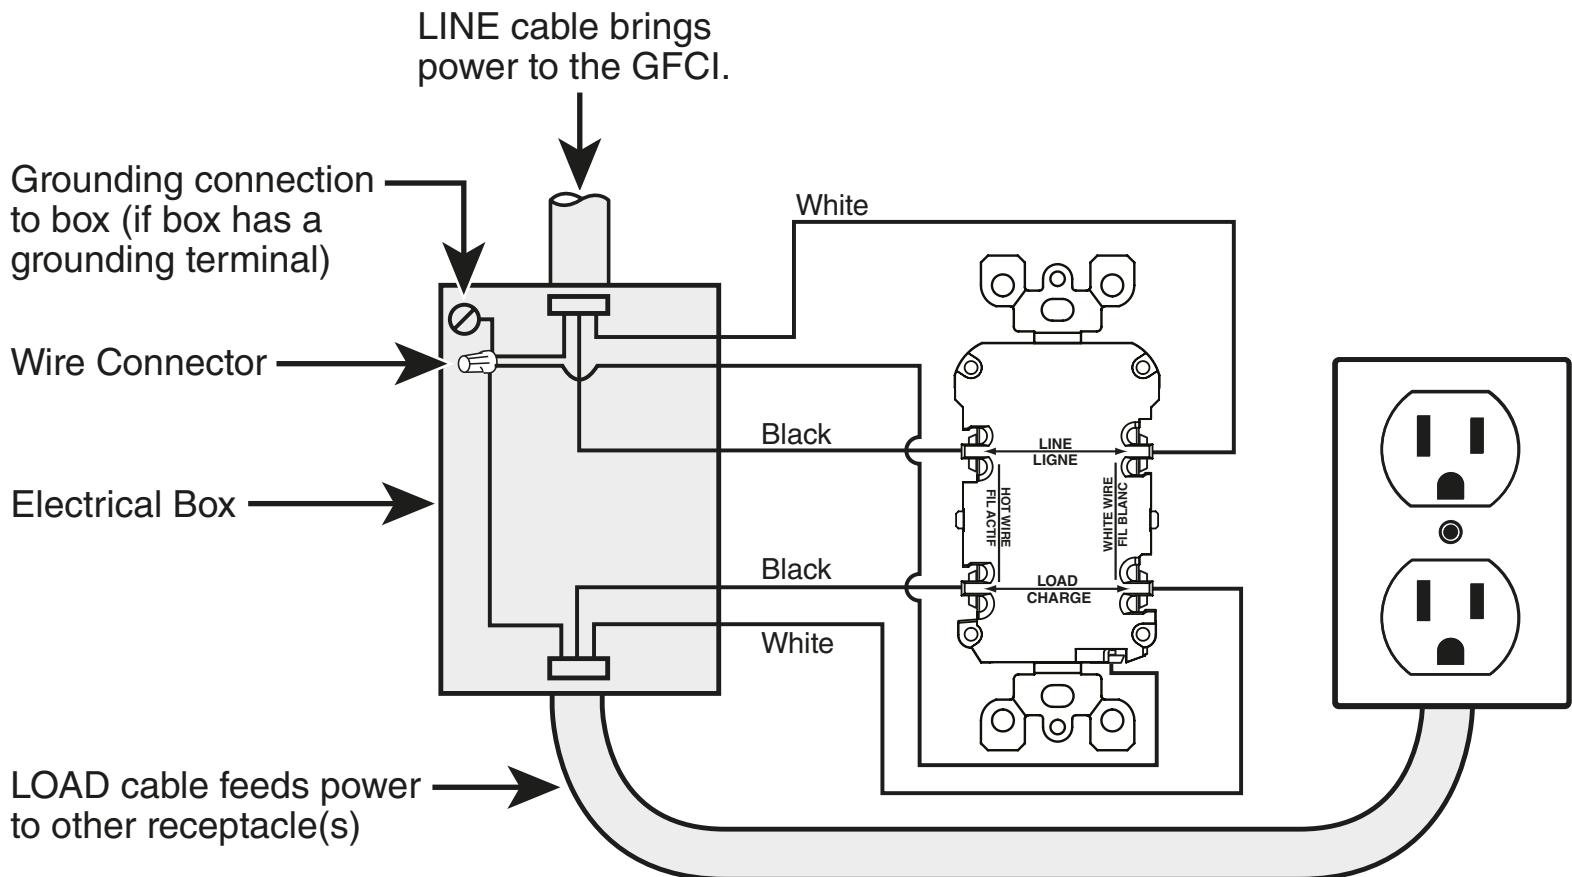 LINE cable brings
power to the GFCI.
Grounding connection
to box (if box has a
grounding terminal)
White
Wire Connector
Black
LINE
LIGNE
Electrical Box
HOT WIRE
FIL ACTIF
WHITE WIRE
FIL BLANC
Black
LOAD
CHARGE
White
LOAD cable feeds power
to other receptacle(s)